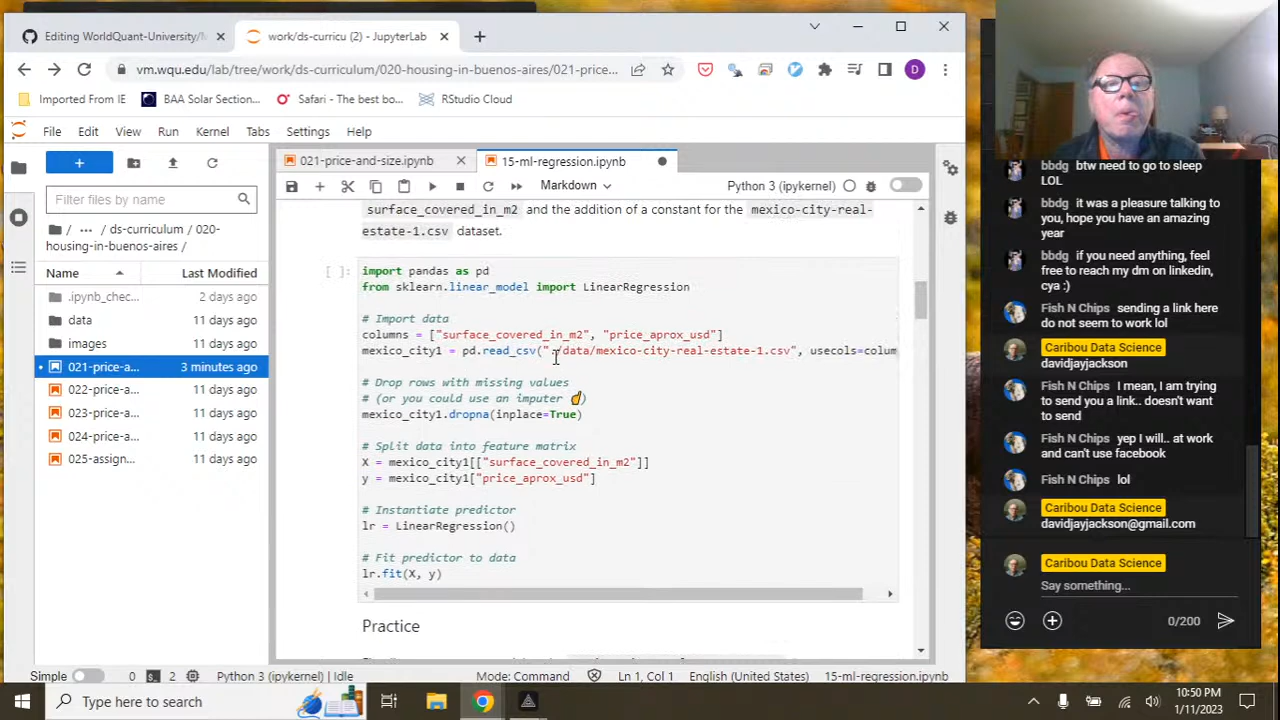 Editing WorldQuant-University/M
work/ds-curricu (2) - JupyterLab
vm.wqu.edu/lab/tree/work/ds-curriculum/020-housing-in-buenos-aires/021-price...
D
Imported From IE
BAA Solar Section...
Safari - The best bo...
RStudio Cloud
File Edit View Run Kernel Tabs Settings Help
021-price-and-size.ipynb
15-ml-regression.ipynb
Markdown
Python 3 (ipykernel)
Filter files by name
/ ... / ds-curriculum / 020-
housing-in-buenos-aires /
Name Last Modified
.ipynb_chec... 2 days ago
data 11 days ago
images 11 days ago
021-price-a... 3 minutes ago
022-price-a... 11 days ago
023-price-a... 11 days ago
024-price-a... 11 days ago
025-assign... 11 days ago
surface_covered_in_m2 and the addition of a constant for the mexico-city-real-
estate-1.csv dataset.
[ ]:
import pandas as pd
from sklearn.linear_model import LinearRegression
# Import data
columns = ["surface_covered_in_m2", "price_aprox_usd"]
mexico_city1 = pd.read_csv("./data/mexico-city-real-estate-1.csv", usecols=colum
# Drop rows with missing values
# (or you could use an imputer ☝)
mexico_city1.dropna(inplace=True)
# Split data into feature matrix
X = mexico_city1[["surface_covered_in_m2"]]
y = mexico_city1["price_aprox_usd"]
# Instantiate predictor
lr = LinearRegression()
# Fit predictor to data
lr.fit(X, y)
Practice
Simple
0
2
Python 3 (ipykernel) | Idle
Mode: Command
Ln 1, Col 1
English (United States)
15-ml-regression.ipynb
bbdg btw need to go to sleep
LOL
bbdg it was a pleasure talking to
you, hope you have an amazing
year
bbdg if you need anything, feel
free to reach my dm on linkedin,
cya :)
Fish N Chips sending a link here
do not seem to work lol
Caribou Data Science
davidjayjackson
Fish N Chips I mean, I am trying
to send you a link.. doesn't want
to send
Fish N Chips yep I will.. at work
and can't use facebook
Fish N Chips lol
Caribou Data Science
davidjayjackson@gmail.com
Caribou Data Science
Say something...
0/200
Type here to search
10:50 PM
1/11/2023